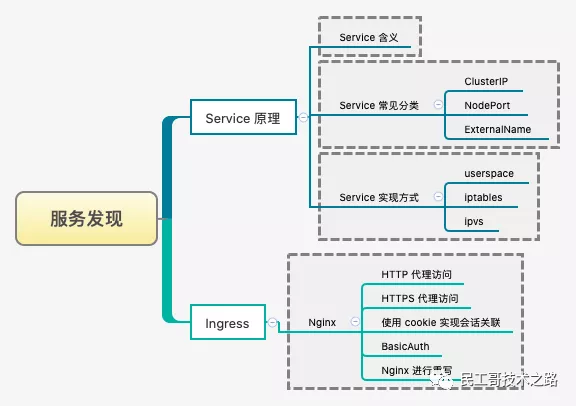 服务发现
Service 原理
Service 含义
Service 常见分类
ClusterIP
NodePort
ExternalName
Service 实现方式
userspace
iptables
ipvs
Ingress
Nginx
HTTP 代理访问
HTTPS 代理访问
使用 cookie 实现会话关联
BasicAuth
Nginx 进行重写
民工哥技术之路